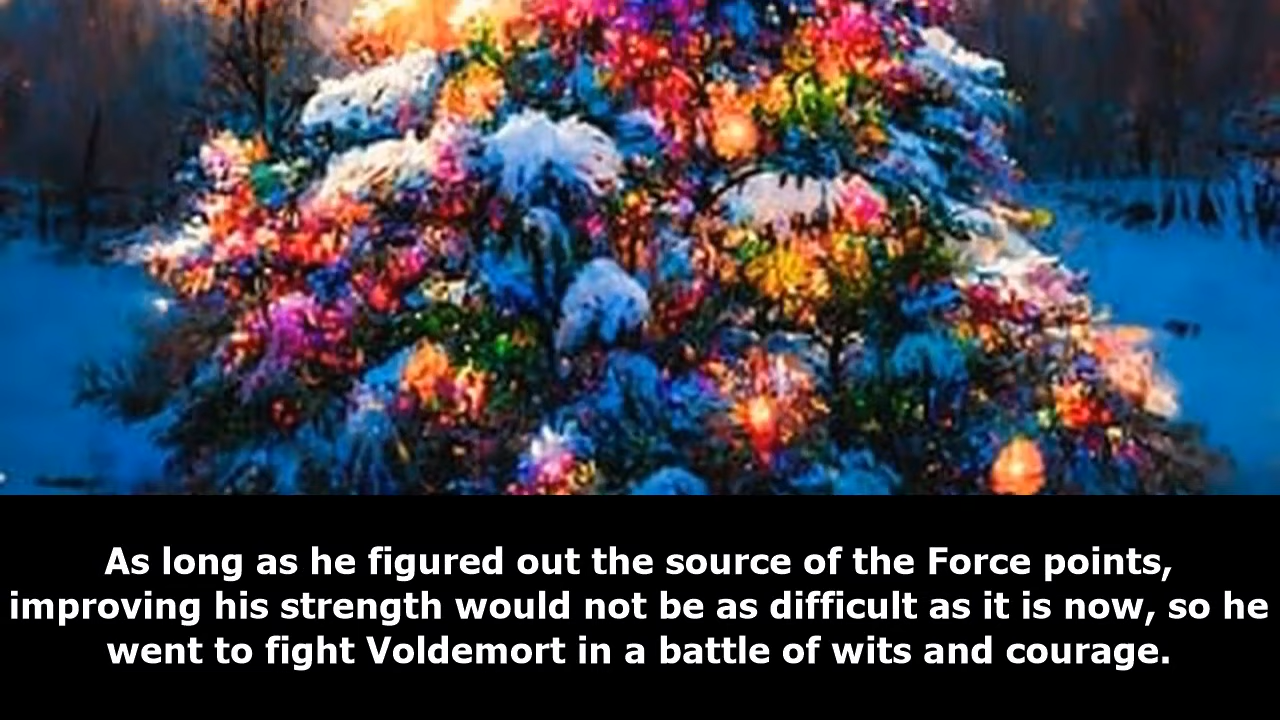 As long as he figured out the source of the Force points,
improving his strength would not be as difficult as it is now, so he
went to fight Voldemort in a battle of wits and courage.